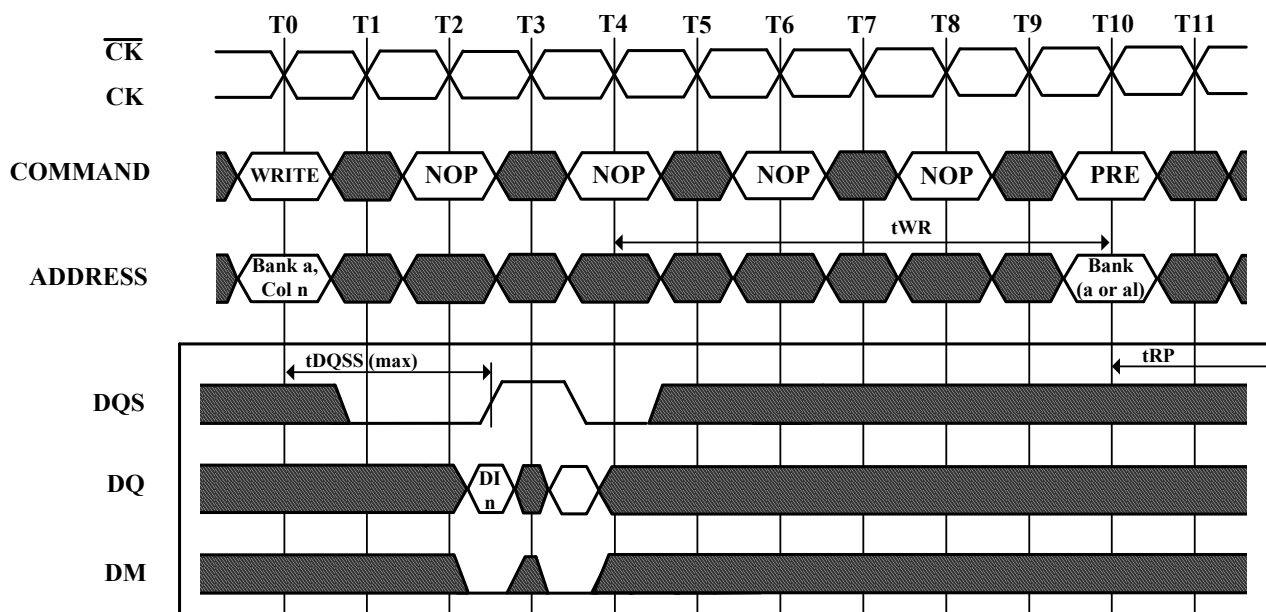 T0 T1 T2 T3 T4 T5 T6 T7 T8 T9 T10 T11
CK
CK
COMMAND WRITE NOP NOP NOP NOP PRE
tWR
ADDRESS Bank a, Col n Bank (a or al)
tDQSS (max) tRP
DQS
DQ DI n
DM